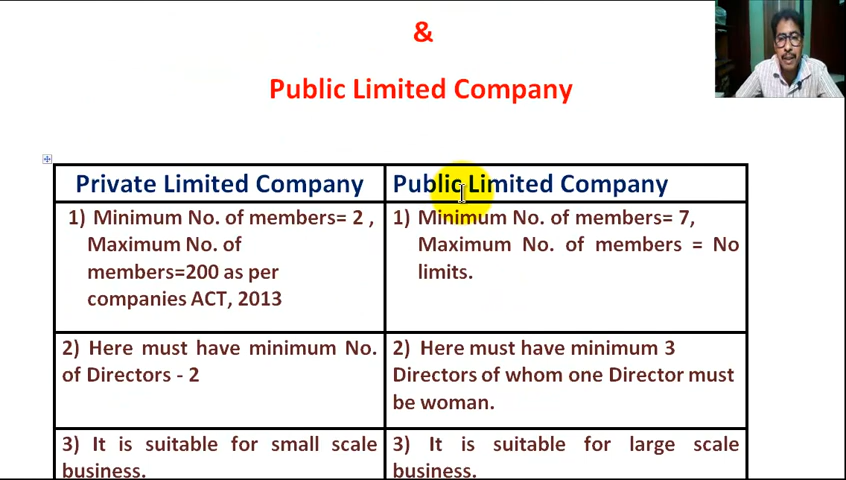 &
Public Limited Company
Private Limited Company
Public Limited Company
1) Minimum No. of members= 2 ,
Maximum No. of
members=200 as per
companies ACT, 2013
1) Minimum No. of members= 7,
Maximum No. of members = No
limits.
2) Here must have minimum No.
of Directors - 2
2) Here must have minimum 3
Directors of whom one Director must
be woman.
3) It is suitable for small scale
business.
3) It is suitable for large scale
business.